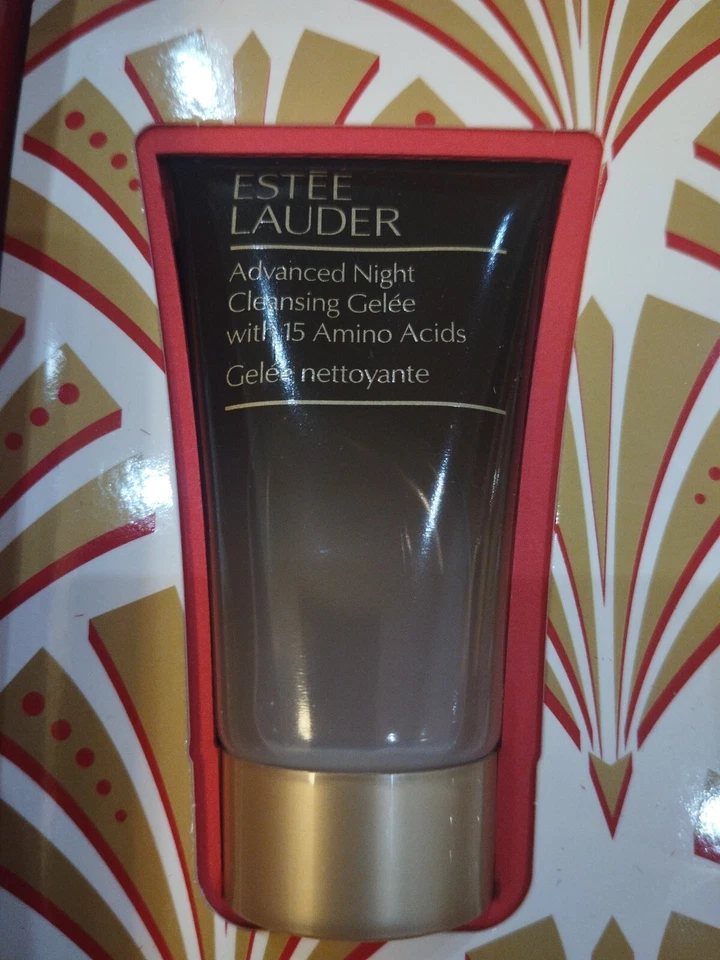 ESTĒE
LAUDER
Advanced Night
Cleansing Gelée
with 15 Amino Acids
Gelée nettoyante